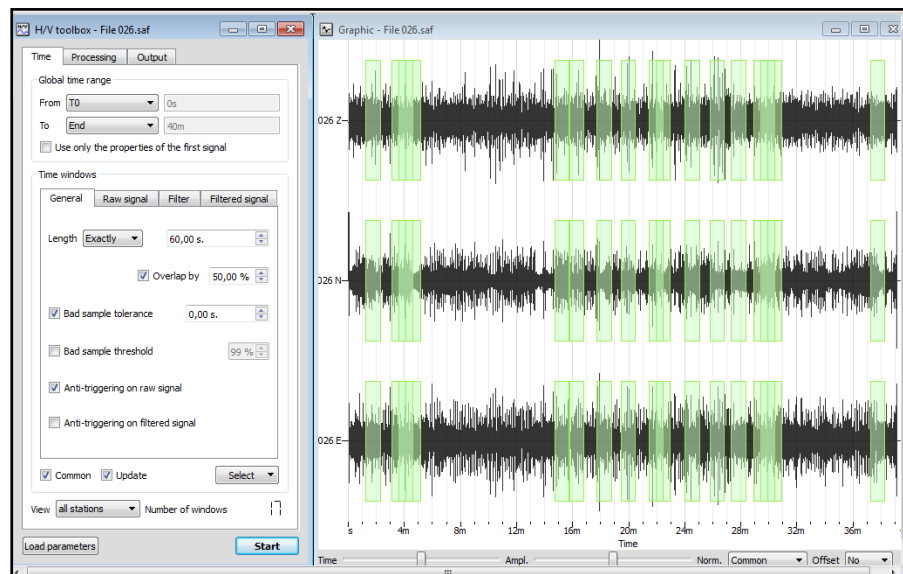 H/V toolbox - File 026.saf
Time Processing Output
Global time range
From T0 0s
To End 40m
Use only the properties of the first signal
Time windows
General Raw signal Filter Filtered signal
Length Exactly 60,00 s.
Overlap by 50,00 %
Bad sample tolerance 0,00 s.
Bad sample threshold 99 %
Anti-triggering on raw signal
Anti-triggering on filtered signal
Common Update Select
View all stations Number of windows 17
Load parameters Start
Graphic - File 026.saf
026 Z
026 N
026 E
s 4m 8m 12m 16m 20m 24m 28m 32m 36m
Time
Time Ampl. Norm. Common Offset No